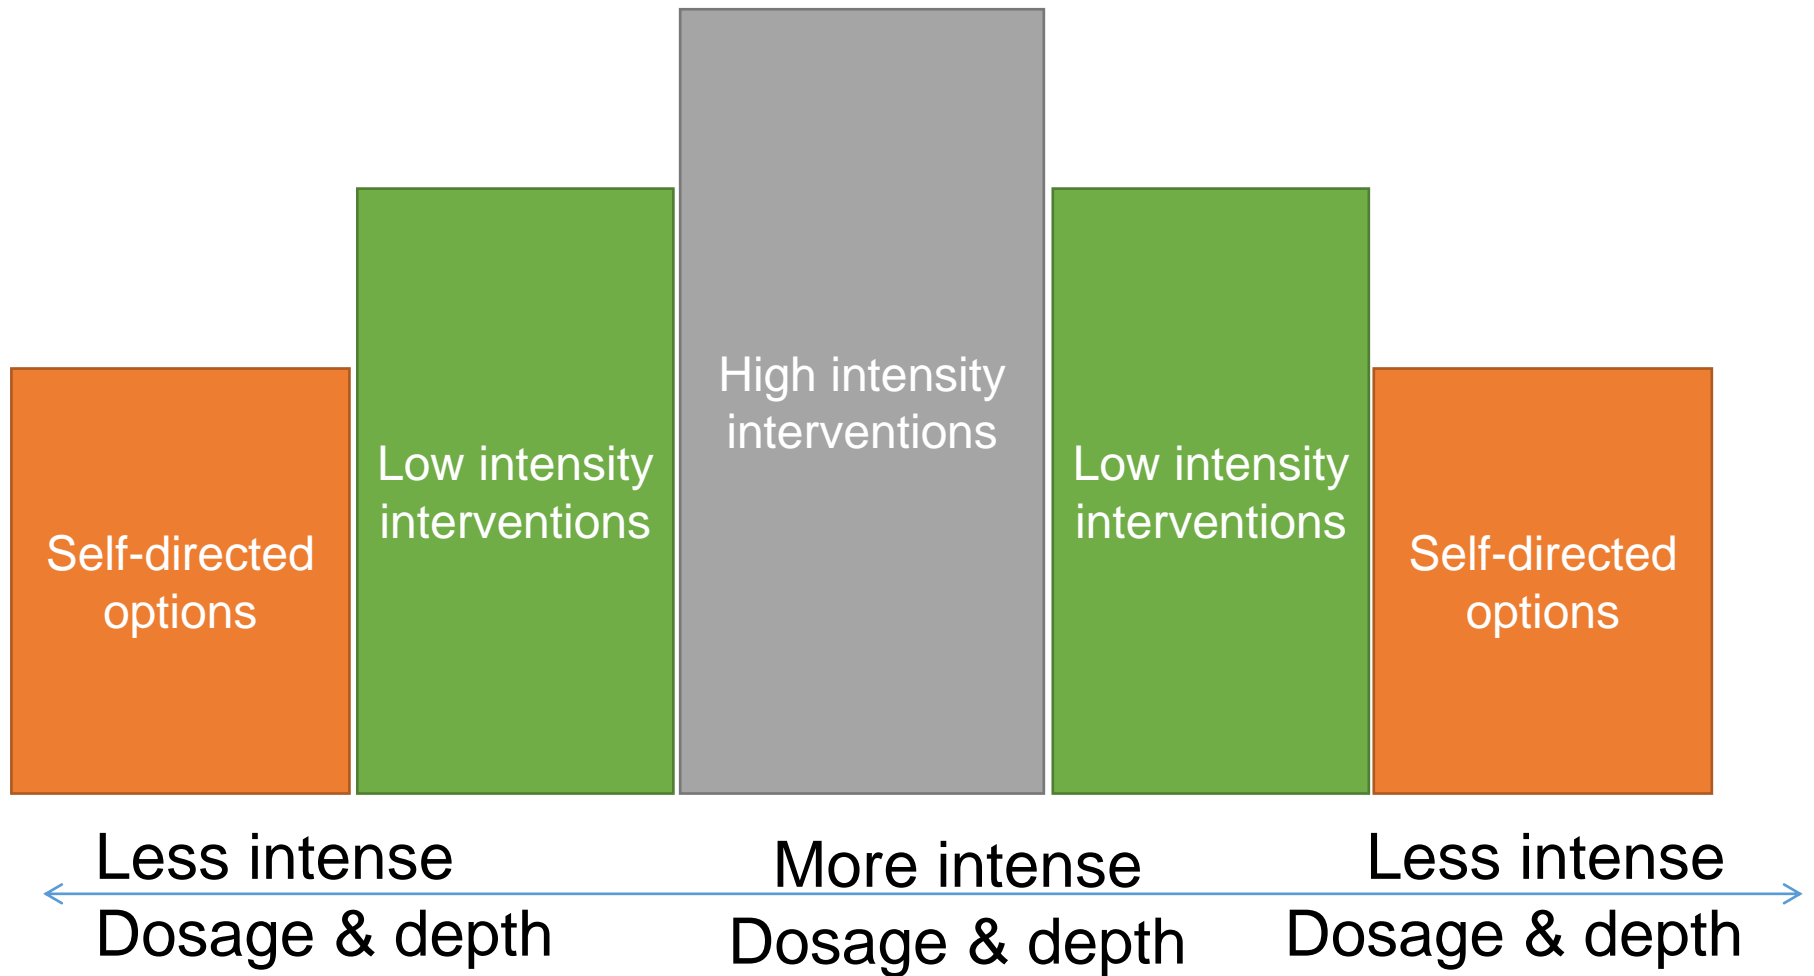 Self-directed
options
Low intensity
interventions
High intensity
interventions
Low intensity
interventions
Self-directed
options
Less intense
Dosage & depth
More intense
Dosage & depth
Less intense
Dosage & depth